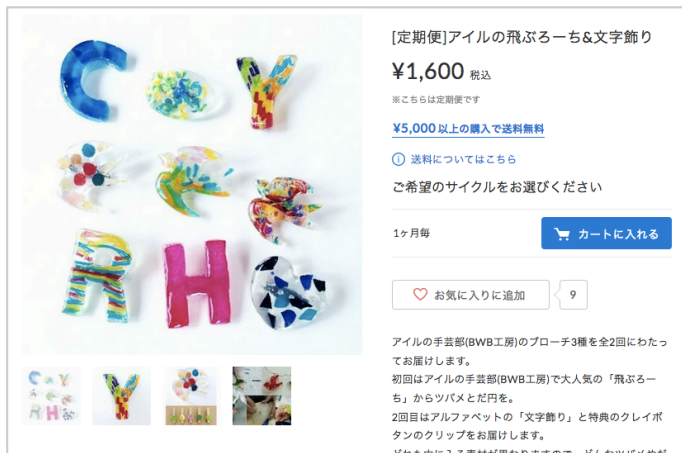 [定期便]アイルの飛ぶろーち&文字飾り
¥1,600 税込
※こちらは定期便です
¥5,000以上の購入で送料無料
送料についてはこちら
ご希望のサイクルをお選びください
1ヶ月毎
カートに入れる
お気に入りに追加
9
アイルの手芸部(BWB工房)のブローチ3種を全2回にわたっ
てお届けします。
初回はアイルの手芸部(BWB工房)で大人気の「飛ぶろー
ち」からツバメとだ円を。
2回目はアルファベットの「文字飾り」と特典のクレイボ
タンのクリップをお届けします。
C
Y
R H